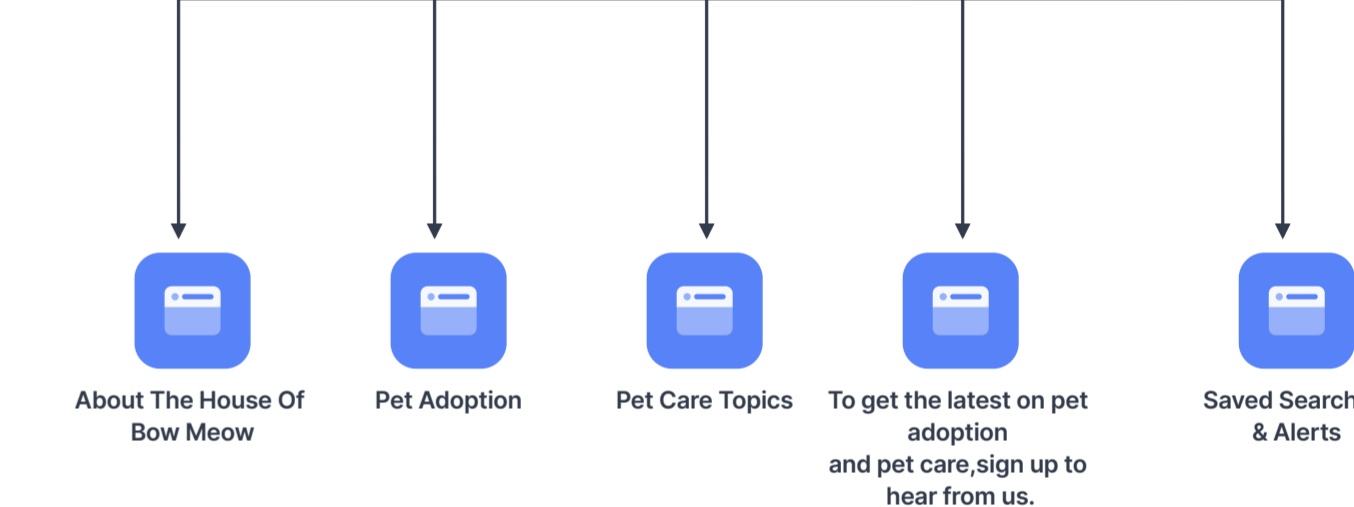 About The House Of
Bow Meow
Pet Adoption
Pet Care Topics
To get the latest on pet
adoption
and pet care,sign up to
hear from us.
Saved Search
& Alerts